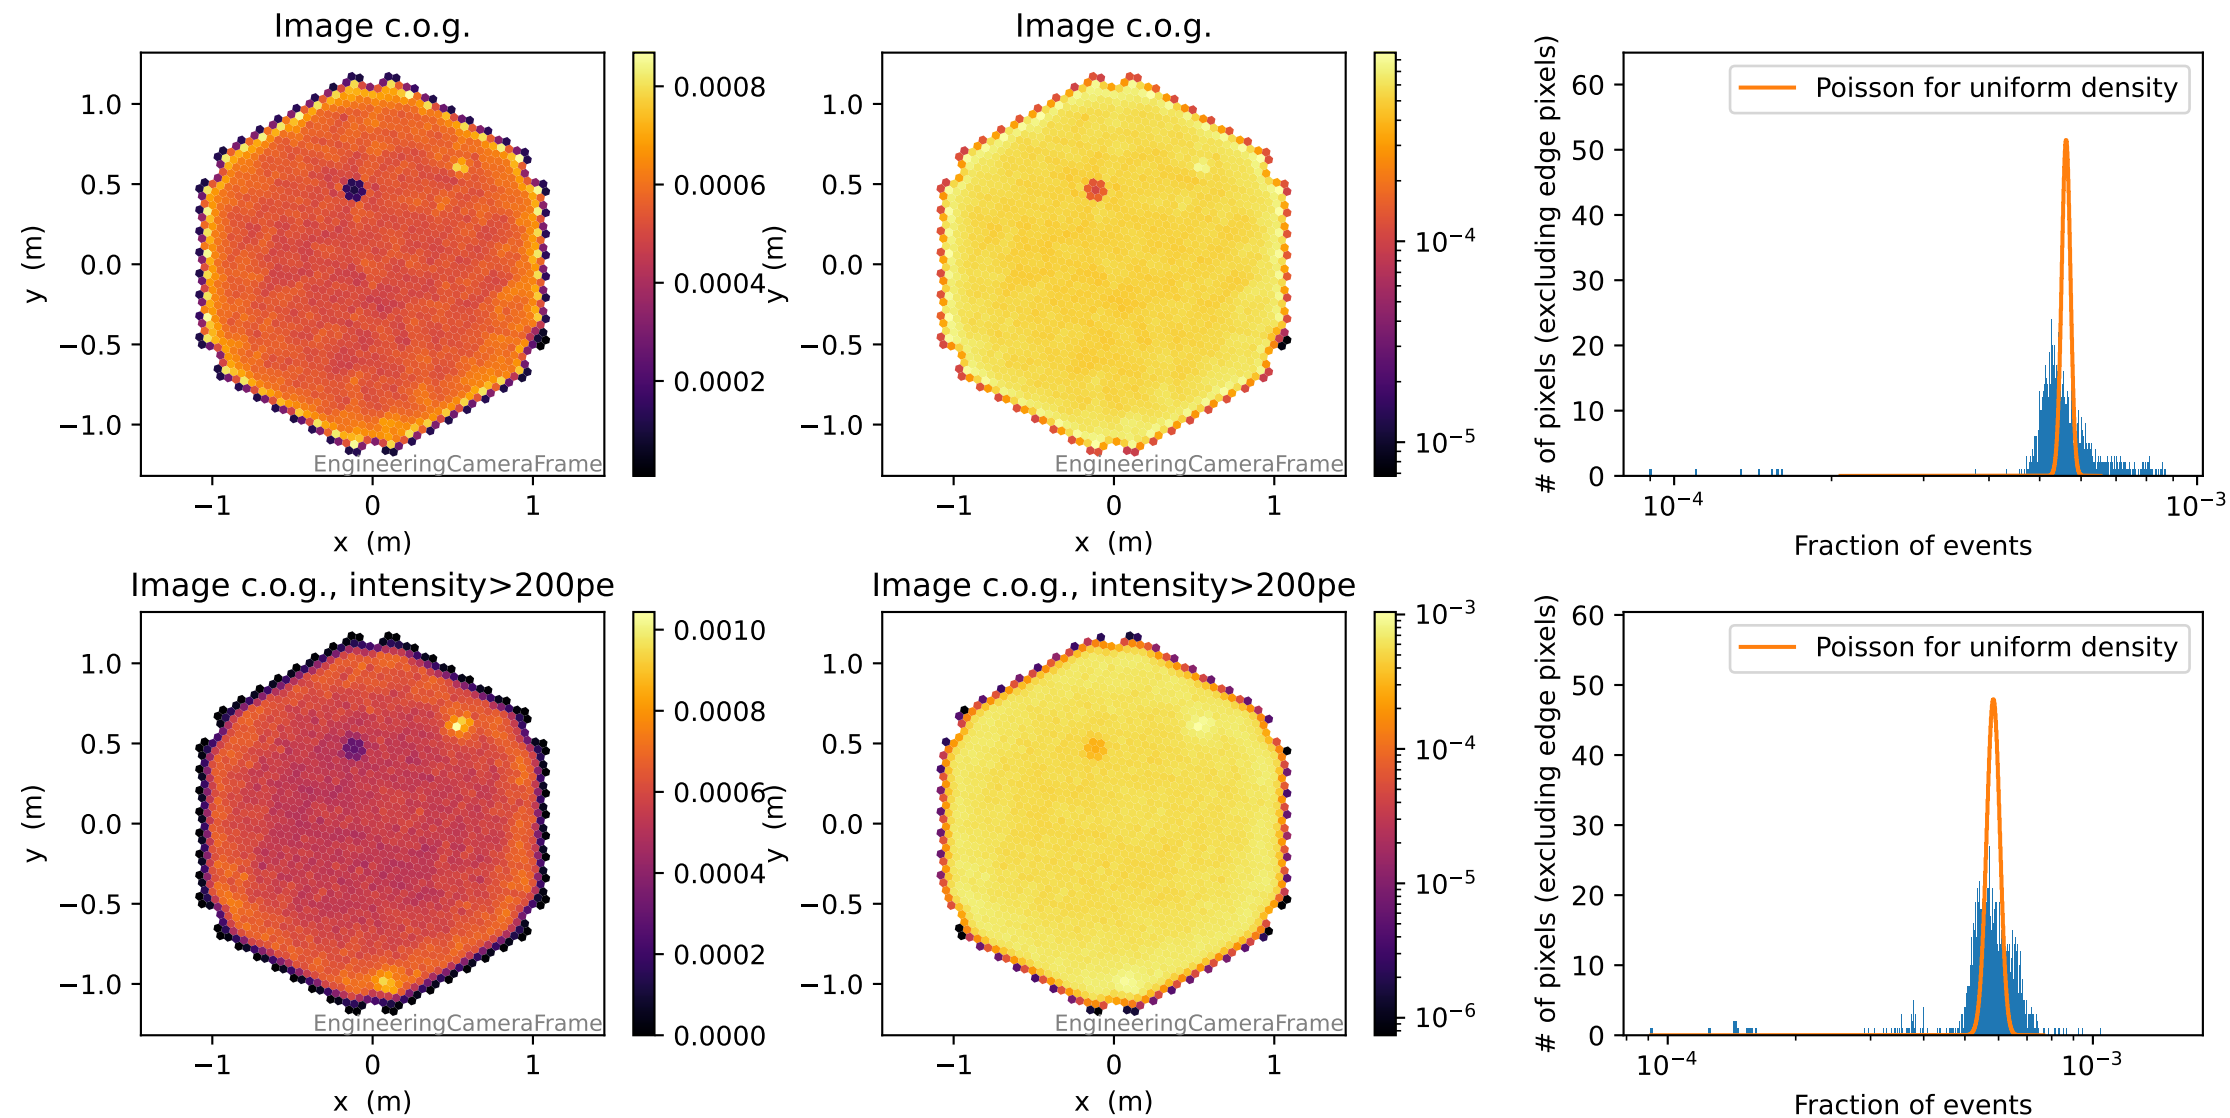 Image c.o.g.
1.0
0.5
0.0
−0.5
−1.0
y (m)
−1 0 1
x (m)
EngineeringCameraFrame
0.0008
0.0006
0.0004
0.0002
Image c.o.g.
1.0
0.5
0.0
−0.5
−1.0
y (m)
−1 0 1
x (m)
EngineeringCameraFrame
10⁻⁴
10⁻⁵
Poisson for uniform density
60
50
40
30
20
10
0
# of pixels (excluding edge pixels)
10⁻⁴ 10⁻³
Fraction of events
Image c.o.g., intensity>200pe
1.0
0.5
0.0
−0.5
−1.0
y (m)
−1 0 1
x (m)
EngineeringCameraFrame
0.0010
0.0008
0.0006
0.0004
0.0002
0.0000
Image c.o.g., intensity>200pe
1.0
0.5
0.0
−0.5
−1.0
y (m)
−1 0 1
x (m)
EngineeringCameraFrame
10⁻³
10⁻⁴
10⁻⁵
10⁻⁶
Poisson for uniform density
60
50
40
30
20
10
0
# of pixels (excluding edge pixels)
10⁻⁴ 10⁻³
Fraction of events